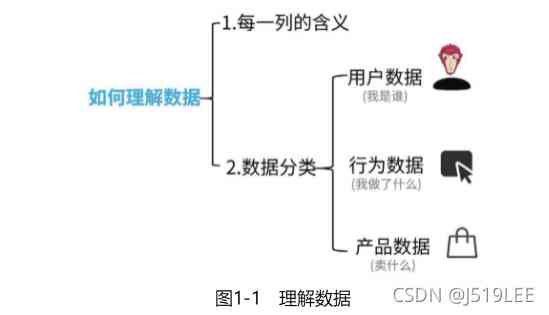 1.每一列的含义
如何理解数据
用户数据
(我是谁)
2.数据分类
行为数据
(我做了什么)
产品数据
(卖什么)
图1-1 理解数据
CSDN @J519LEE